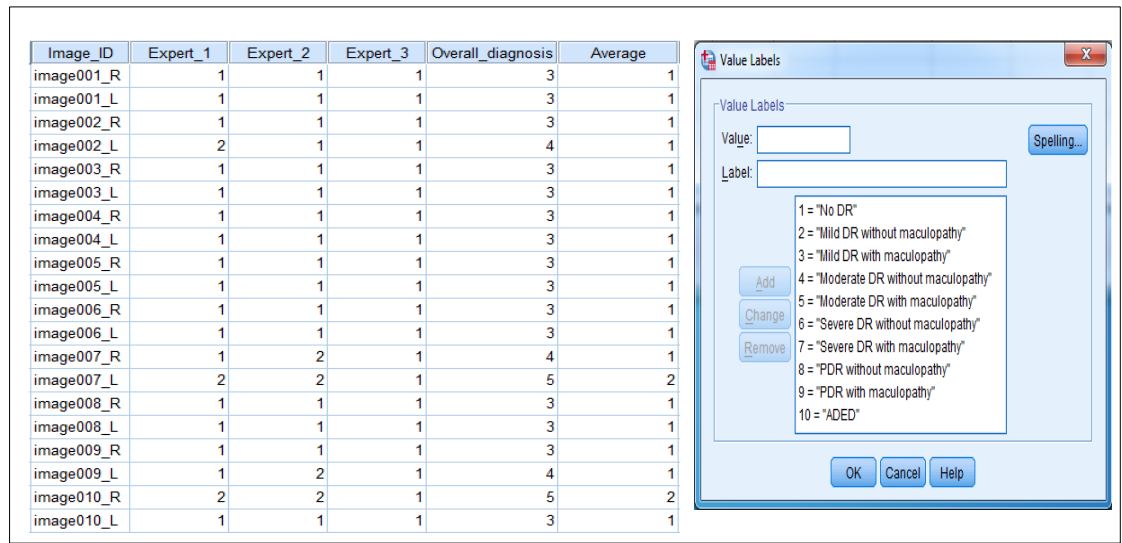 Image_ID Expert_1 Expert_2 Expert_3 Overall_diagnosis Average
image001_R 1 1 1 3 1
image001_L 1 1 1 3 1
image002_R 1 1 1 3 1
image002_L 2 1 1 4 1
image003_R 1 1 1 3 1
image003_L 1 1 1 3 1
image004_R 1 1 1 3 1
image004_L 1 1 1 3 1
image005_R 1 1 1 3 1
image005_L 1 1 1 3 1
image006_R 1 1 1 3 1
image006_L 1 1 1 3 1
image007_R 1 2 1 4 1
image007_L 2 2 1 5 2
image008_R 1 1 1 3 1
image008_L 1 1 1 3 1
image009_R 1 1 1 3 1
image009_L 1 2 1 4 1
image010_R 2 2 1 5 2
image010_L 1 1 1 3 1
Value Labels
X
Value Labels
Value:
Spelling...
Label:
1 = "No DR"
2 = "Mild DR without maculopathy"
3 = "Mild DR with maculopathy"
4 = "Moderate DR without maculopathy"
5 = "Moderate DR with maculopathy"
6 = "Severe DR without maculopathy"
7 = "Severe DR with maculopathy"
8 = "PDR without maculopathy"
9 = "PDR with maculopathy"
10 = "ADED"
Add
Change
Remove
OK Cancel Help